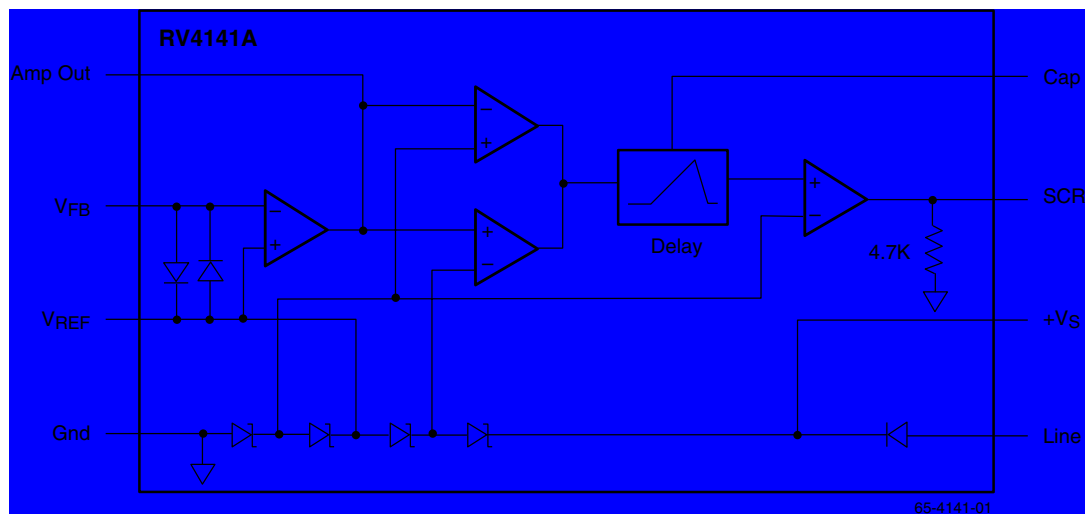 RV4141A
Amp Out
Cap
−
+
VFB
−
+
+
−
Delay
+
−
SCR
4.7K
VREF
+VS
Gnd
Line
65-4141-01